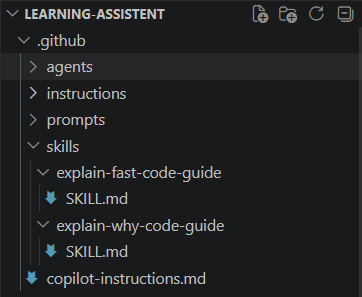 LEARNING-ASSISTENT
.github
agents
instructions
prompts
skills
explain-fast-code-guide
SKILL.md
explain-why-code-guide
SKILL.md
copilot-instructions.md